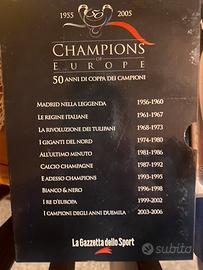 1955 50 2005
CHAMPIONS
OF
EUROPE
50 ANNI DI COPPA DEI CAMPIONI
MADRID NELLA LEGGENDA 1956-1960
LE REGINE ITALIANE 1961-1967
LA RIVOLUZIONE DEI TULIPANI 1968-1973
I GIGANTI DEL NORD 1974-1980
ALL'ULTIMO MINUTO 1981-1986
CALCIO CHAMPAGNE 1987-1992
E ADESSO CHAMPIONS 1993-1995
BIANCO & NERO 1996-1998
I RE D'EUROPA 1999-2002
I CAMPIONI DEGLI ANNI DUEMILA 2003-2006
La Gazzetta dello Sport
subito